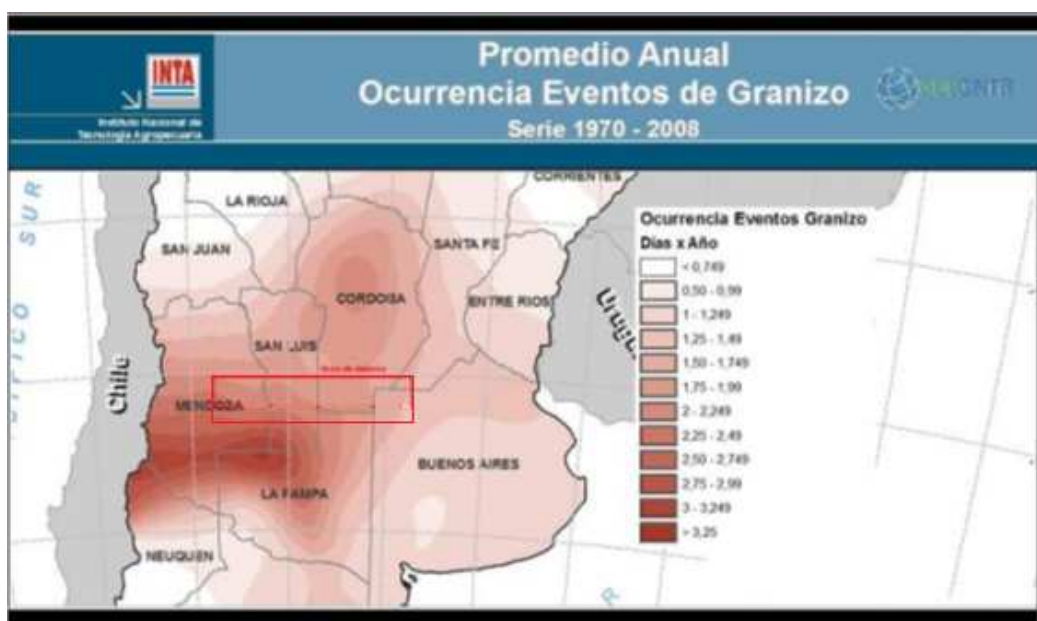 INTA
Instituto Nacional de
Tecnología Agropecuaria
Promedio Anual
Ocurrencia Eventos de Granizo
Serie 1970 - 2008
SUR
Chile
LA RIOJA
SAN JUAN
CORRIENTES
SANTA FE
CORDOBA
ENTRE RIOS
SAN LUIS
MENDOZA
BUENOS AIRES
LA PAMPA
NEUQUEN
Ocurrencia Eventos Granizo
Días x Año
< 0,749
0,50 - 0,99
1 - 1,249
1,25 - 1,49
1,50 - 1,749
1,75 - 1,99
2 - 2,249
2,25 - 2,49
2,50 - 2,749
2,75 - 2,99
3 - 3,249
> 3,25